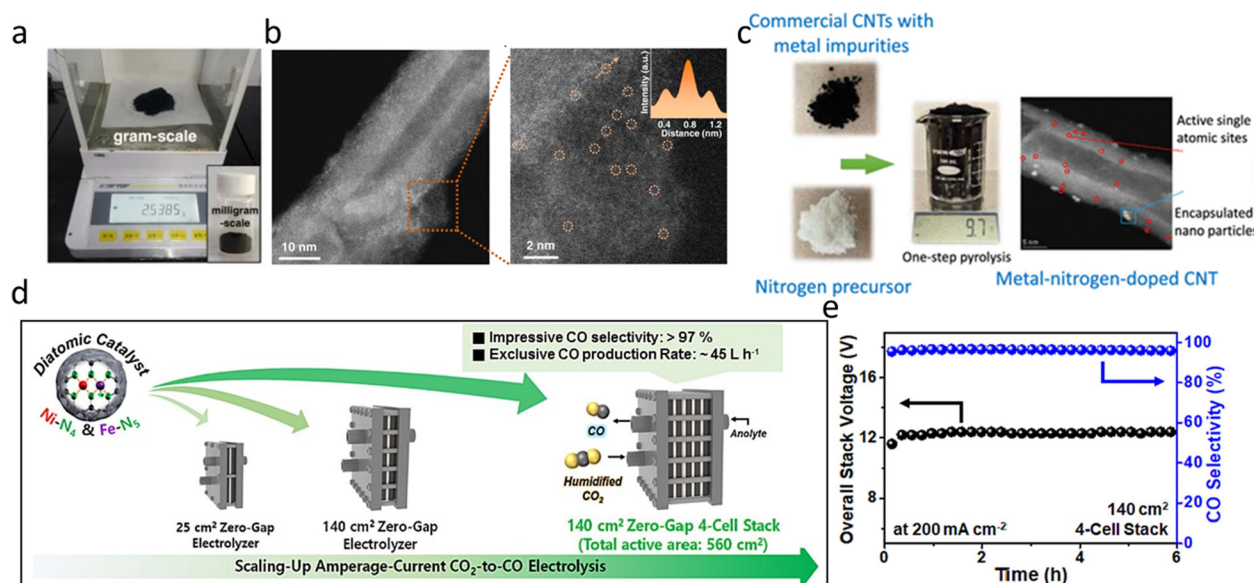 a
gram-scale
2.5385
milligram
-scale
b
10 nm
2 nm
Intensity (a.u.)
0.4 0.8 1.2
Distance (nm)
c
Commercial CNTs with
metal impurities
Nitrogen precursor
9.7
One-step pyrolysis
Active single
atomic sites
Encapsulated
nano particles
5 nm
Metal-nitrogen-doped CNT
d
Diatomic Catalyst
Ni-N4 & Fe-N5
■ Impressive CO selectivity: > 97 %
■ Exclusive CO production Rate: ~ 45 L h⁻¹
CO
Anolyte
Humidified
CO₂
25 cm² Zero-Gap
Electrolyzer
140 cm² Zero-Gap
Electrolyzer
140 cm² Zero-Gap 4-Cell Stack
(Total active area: 560 cm²)
Scaling-Up Amperage-Current CO₂-to-CO Electrolysis
e
Overall Stack Voltage (V)
16
12
8
CO Selectivity (%)
100
80
60
40
20
0
at 200 mA cm⁻²
140 cm²
4-Cell Stack
0 2 4 6
Time (h)